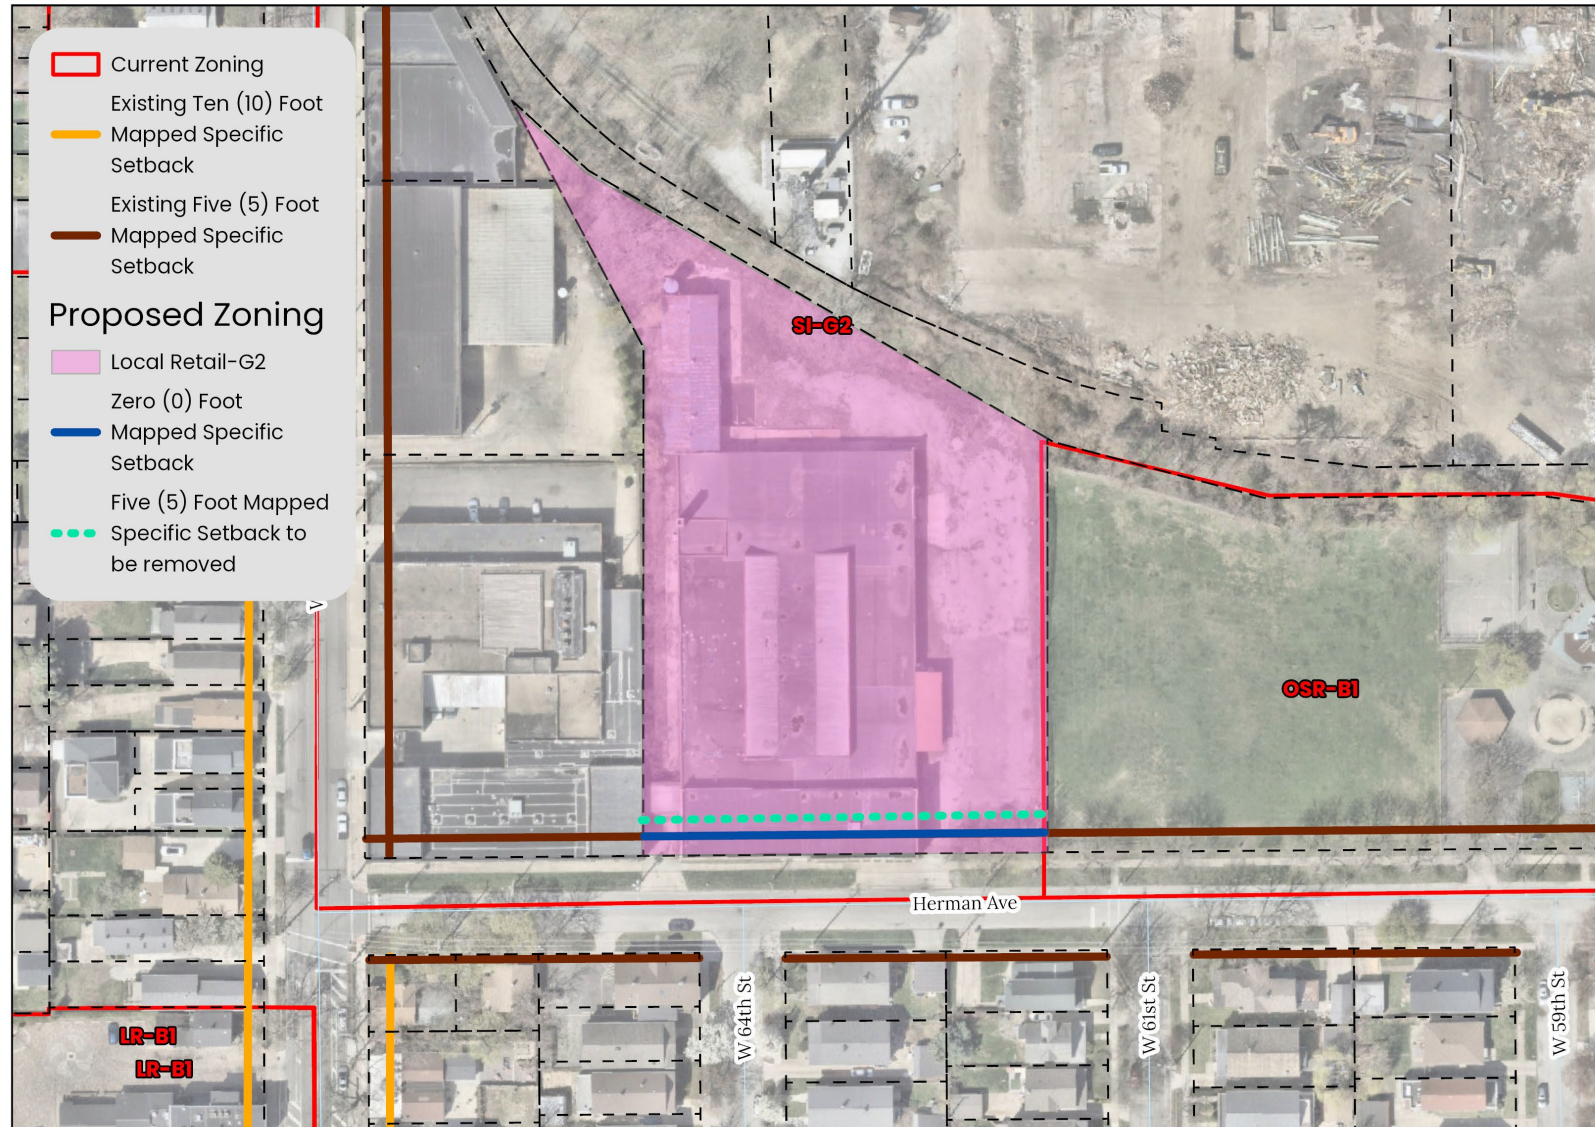 Current Zoning
Existing Ten (10) Foot
Mapped Specific
Setback
Existing Five (5) Foot
Mapped Specific
Setback
Proposed Zoning
Local Retail-G2
Zero (0) Foot
Mapped Specific
Setback
Five (5) Foot Mapped
Specific Setback to
be removed
SI-G2
OSR-B1
Herman Ave
W 64th St
W 61st St
W 59th St
LR-B1
LR-B1